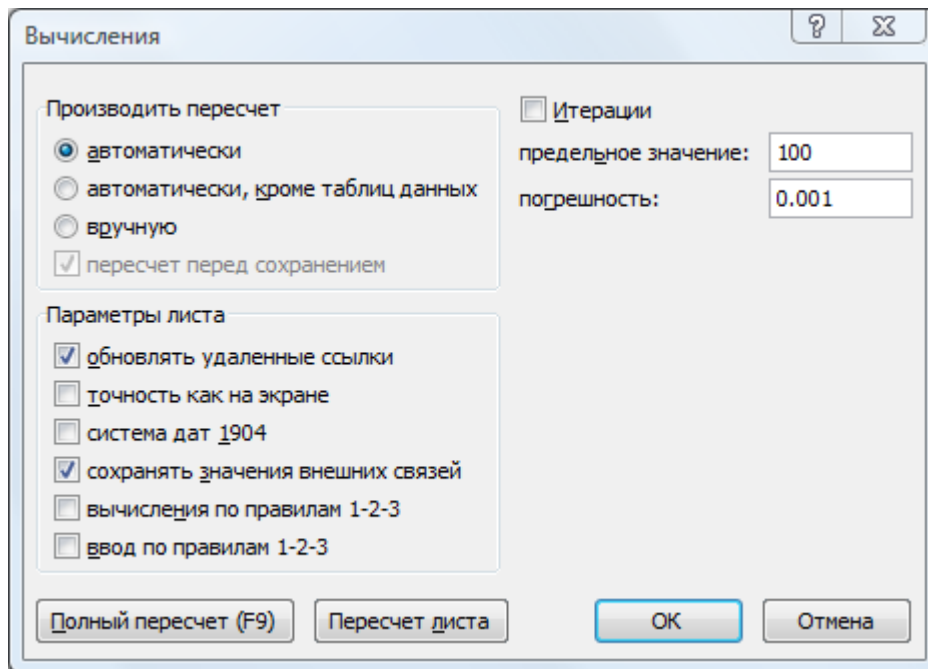 Вычисления
Производить пересчет
автоматически
автоматически, кроме таблиц данных
вручную
пересчет перед сохранением
Итерации
предельное значение: 100
погрешность: 0.001
Параметры листа
обновлять удаленные ссылки
точность как на экране
система дат 1904
сохранять значения внешних связей
вычисления по правилам 1-2-3
ввод по правилам 1-2-3
Полный пересчет (F9) Пересчет листа OK Отмена